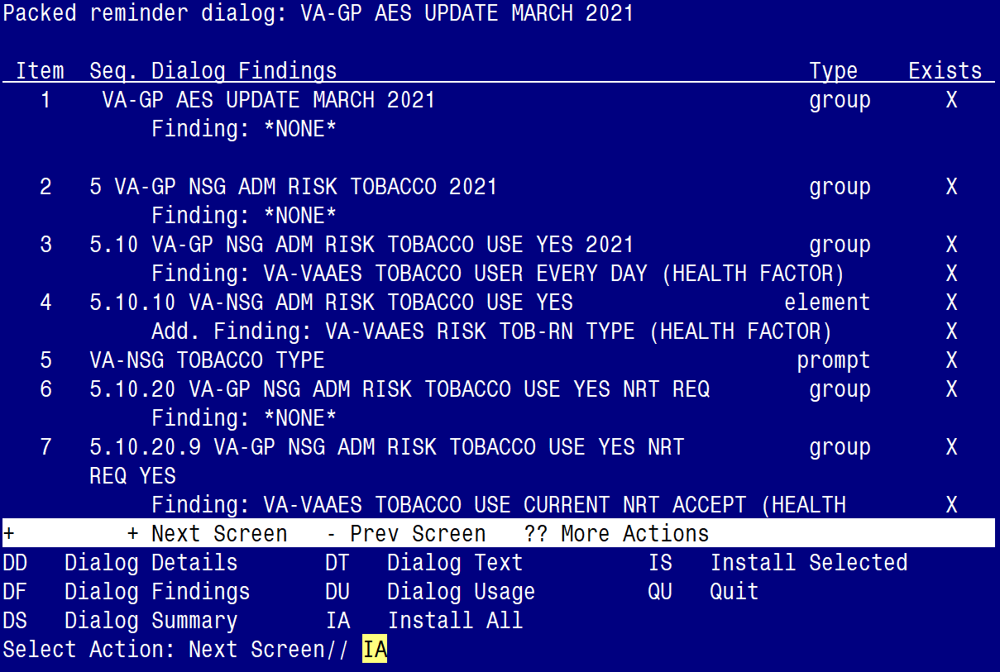 Packed reminder dialog: VA-GP AES UPDATE MARCH 2021
Item Seq. Dialog Findings Type Exists
1 VA-GP AES UPDATE MARCH 2021 group X
Finding: *NONE*
2 5 VA-GP NSG ADM RISK TOBACCO 2021 group X
Finding: *NONE*
3 5.10 VA-GP NSG ADM RISK TOBACCO USE YES 2021 group X
Finding: VA-VAAES TOBACCO USER EVERY DAY (HEALTH FACTOR) X
4 5.10.10 VA-NSG ADM RISK TOBACCO USE YES element X
Add. Finding: VA-VAAES RISK TOB-RN TYPE (HEALTH FACTOR) X
5 VA-NSG TOBACCO TYPE prompt X
6 5.10.20 VA-GP NSG ADM RISK TOBACCO USE YES NRT REQ group X
Finding: *NONE*
7 5.10.20.9 VA-GP NSG ADM RISK TOBACCO USE YES NRT group X
REQ YES
Finding: VA-VAAES TOBACCO USE CURRENT NRT ACCEPT (HEALTH X
+ + Next Screen - Prev Screen ?? More Actions
DD Dialog Details DT Dialog Text IS Install Selected
DF Dialog Findings DU Dialog Usage QU Quit
DS Dialog Summary IA Install All
Select Action: Next Screen// IA